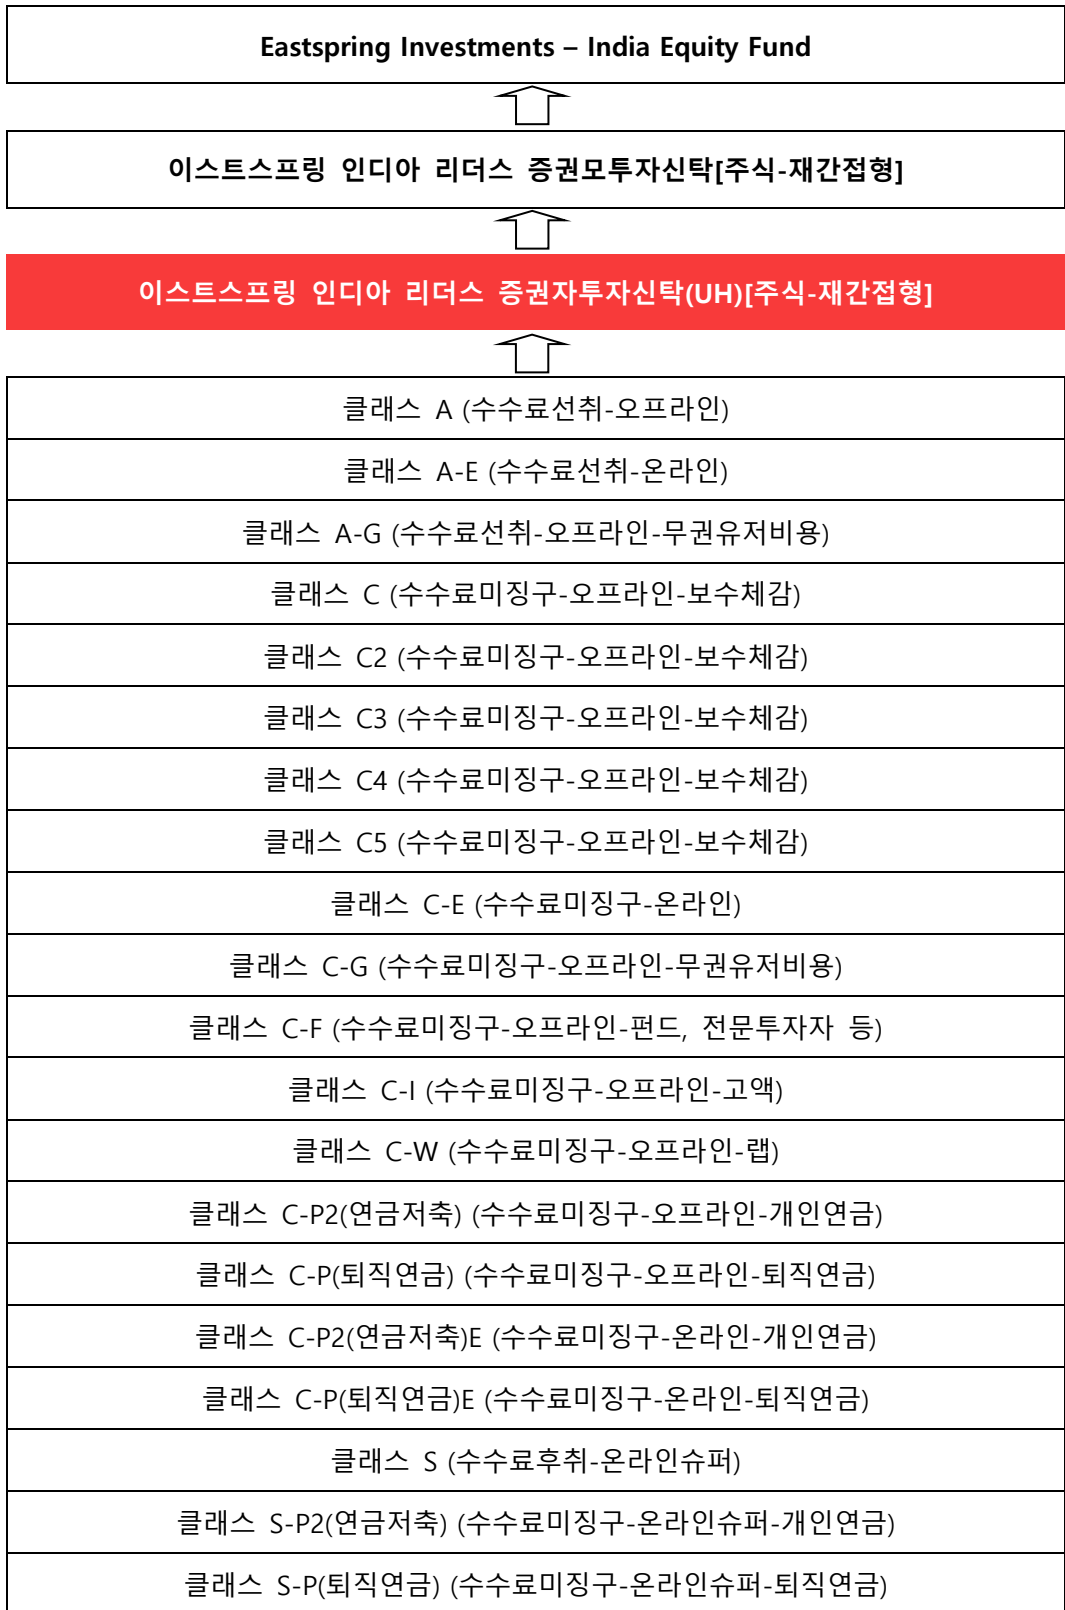 Eastspring Investments – India Equity Fund
이스트스프링 인디아 리더스 증권모투자신탁[주식-재간접형]
이스트스프링 인디아 리더스 증권자투자신탁(UH)[주식-재간접형]
클래스 A (수수료선취-오프라인)
클래스 A-E (수수료선취-온라인)
클래스 A-G (수수료선취-오프라인-무권유저비용)
클래스 C (수수료미징구-오프라인-보수체감)
클래스 C2 (수수료미징구-오프라인-보수체감)
클래스 C3 (수수료미징구-오프라인-보수체감)
클래스 C4 (수수료미징구-오프라인-보수체감)
클래스 C5 (수수료미징구-오프라인-보수체감)
클래스 C-E (수수료미징구-온라인)
클래스 C-G (수수료미징구-오프라인-무권유저비용)
클래스 C-F (수수료미징구-오프라인-펀드, 전문투자자 등)
클래스 C-I (수수료미징구-오프라인-고액)
클래스 C-W (수수료미징구-오프라인-랩)
클래스 C-P2(연금저축) (수수료미징구-오프라인-개인연금)
클래스 C-P(퇴직연금) (수수료미징구-오프라인-퇴직연금)
클래스 C-P2(연금저축)E (수수료미징구-온라인-개인연금)
클래스 C-P(퇴직연금)E (수수료미징구-온라인-퇴직연금)
클래스 S (수수료후취-온라인슈퍼)
클래스 S-P2(연금저축) (수수료미징구-온라인슈퍼-개인연금)
클래스 S-P(퇴직연금) (수수료미징구-온라인슈퍼-퇴직연금)